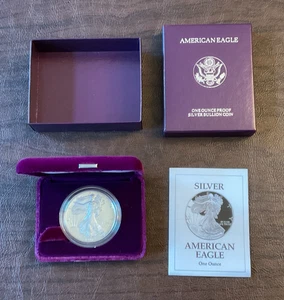 AMERICAN EAGLE
ONE OUNCE PROOF
SILVER BULLION COIN
SILVER
AMERICAN
EAGLE
One Ounce